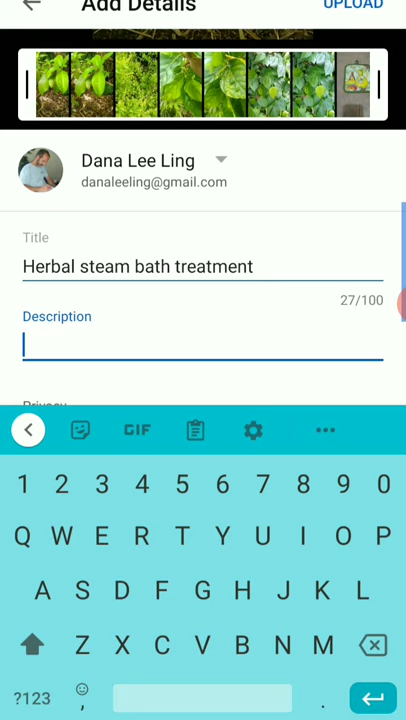 Add Details
UPLOAD
Dana Lee Ling
danaleeling@gmail.com
Title
Herbal steam bath treatment
27/100
Description
Privacy
GIF
1 2 3 4 5 6 7 8 9 0
Q W E R T Y U I O P
A S D F G H J K L
Z X C V B N M
?123 , .